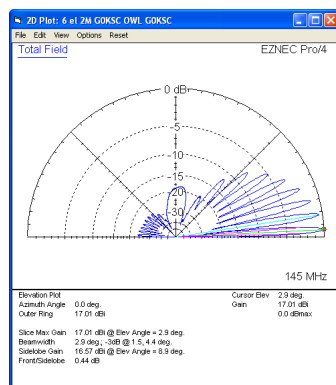 2D Plot: 6 el 2M G0KSC OWL G0KSC
File Edit View Options Reset
Total Field
EZNEC Pro/4
0 dB
-5
-10
-15
-20
-30
145 MHz
Elevation Plot
Azimuth Angle 0.0 deg.
Outer Ring 17.01 dBi
Cursor Elev 2.9 deg.
Gain 17.01 dBi
0.0 dBmax
Slice Max Gain 17.01 dBi @ Elev Angle = 2.9 deg.
Beamwidth 2.9 deg.; -3dB @ 1.5, 4.4 deg.
Sidelobe Gain 16.57 dBi @ Elev Angle = 8.9 deg.
Front/Sidelobe 0.44 dB